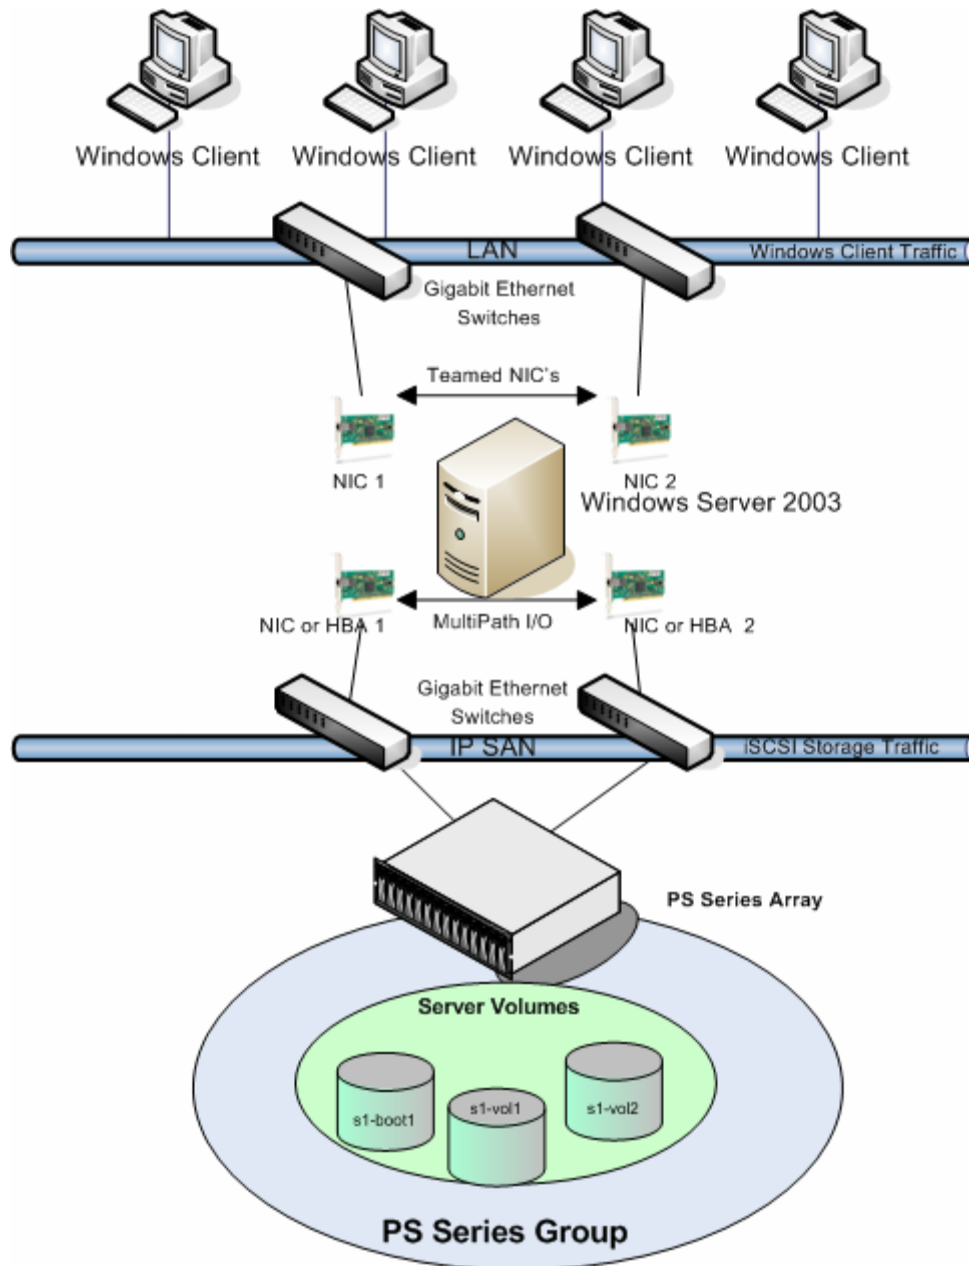 Windows Client
Windows Client
Windows Client
Windows Client
LAN
Windows Client Traffic
Gigabit Ethernet
Switches
Teamed NIC's
NIC 1
NIC 2
Windows Server 2003
NIC or HBA 1
MultiPath I/O
NIC or HBA 2
Gigabit Ethernet
Switches
IP SAN
iSCSI Storage Traffic
PS Series Array
Server Volumes
s1-boot1
s1-vol1
s1-vol2
PS Series Group